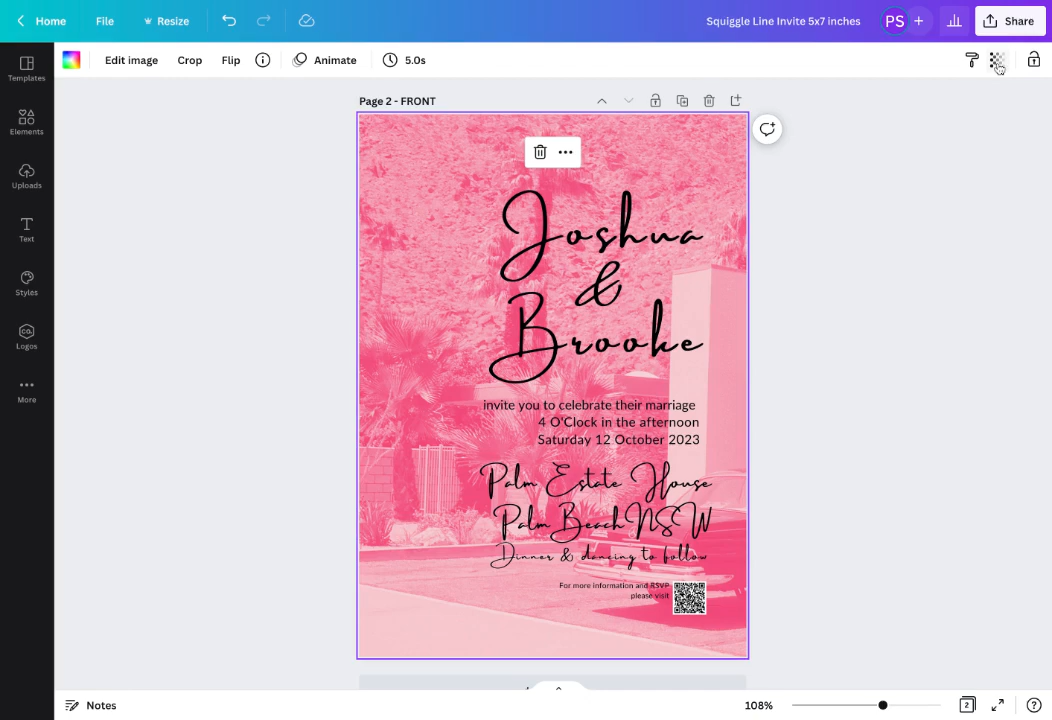 Home
File
Resize
Squiggle Line Invite 5x7 inches
PS
+
Share
Edit image
Crop
Flip
Animate
5.0s
Templates
Elements
Uploads
Text
Styles
CO.
Logos
More
Page 2 - FRONT
Joshua
&
Brooke
invite you to celebrate their marriage
4 O'Clock in the afternoon
Saturday 12 October 2023
Palm Estate House
Palm Beach NSW
Dinner & dancing to follow
For more information and RSVP
please visit
Notes
108%
2
?